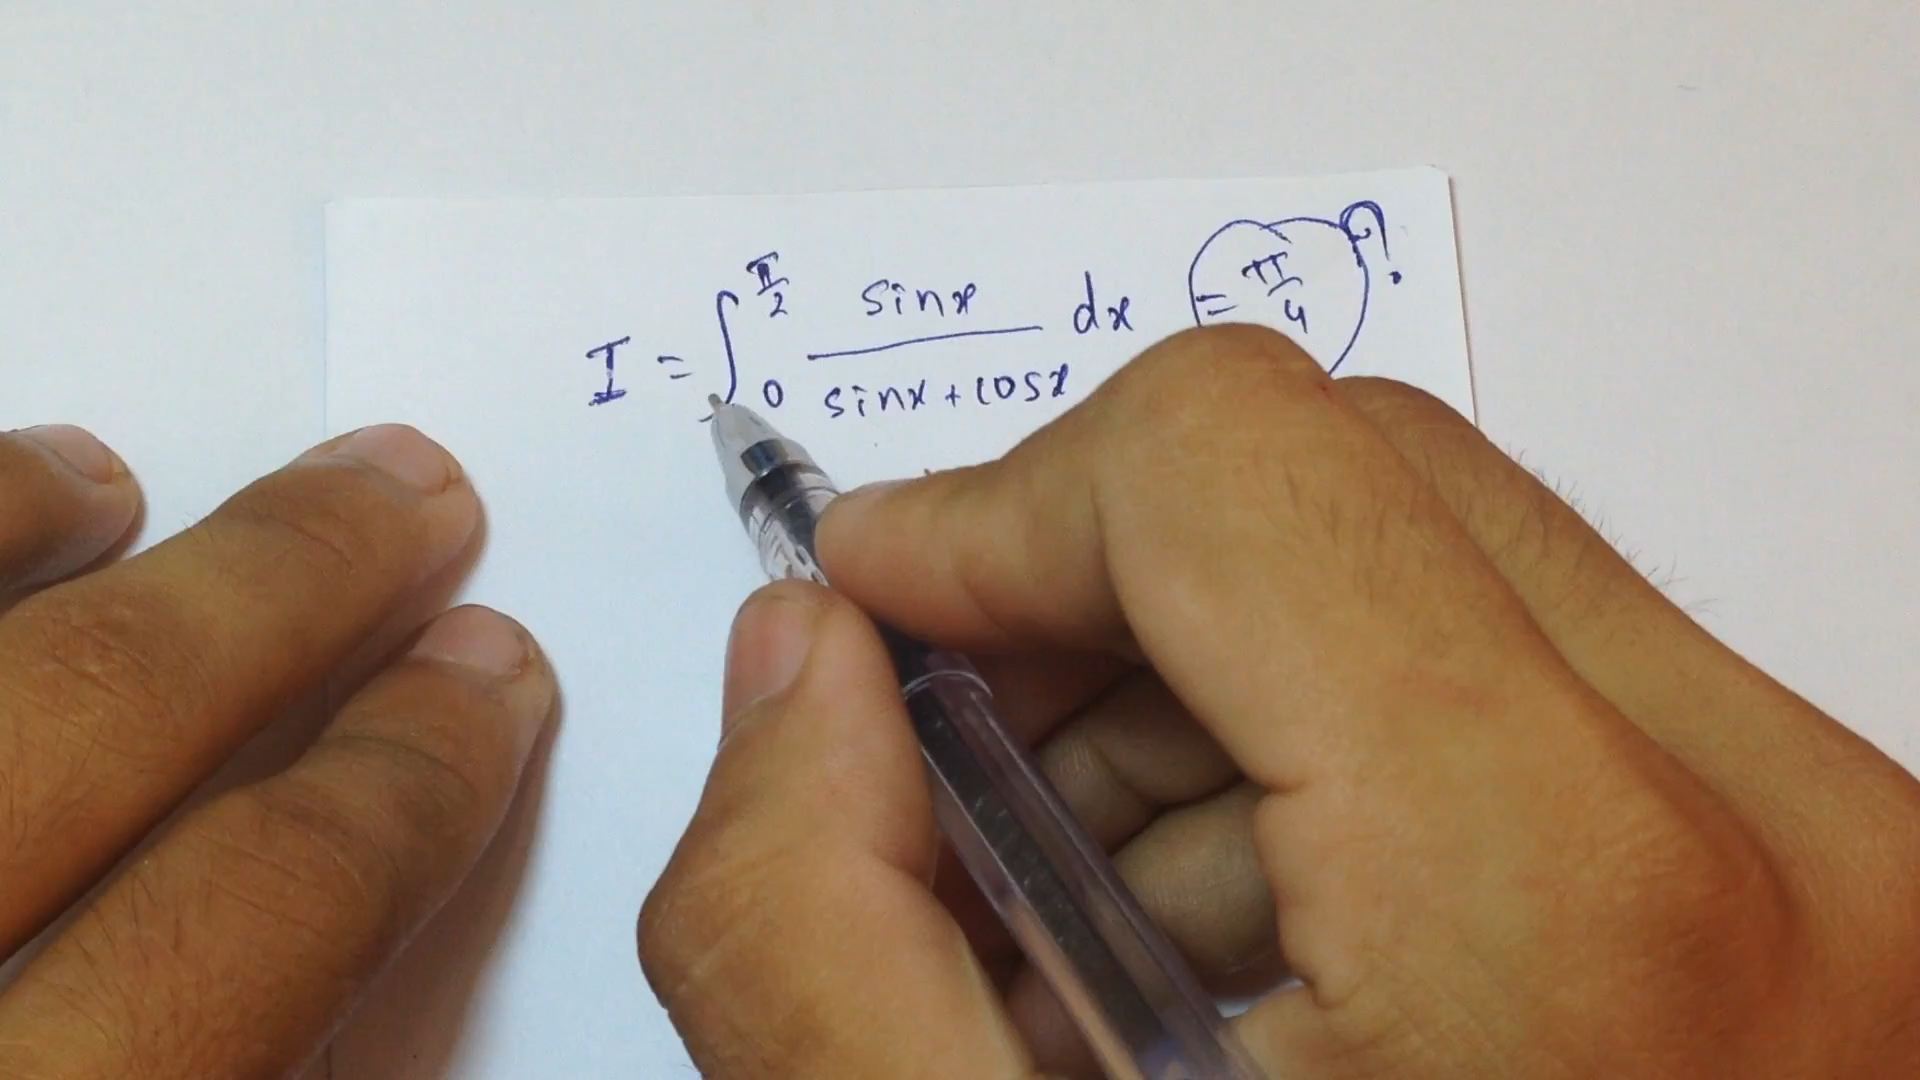 I = ∫₀^(π/2) sinx / (sinx + cosx) dx = π/4 ?